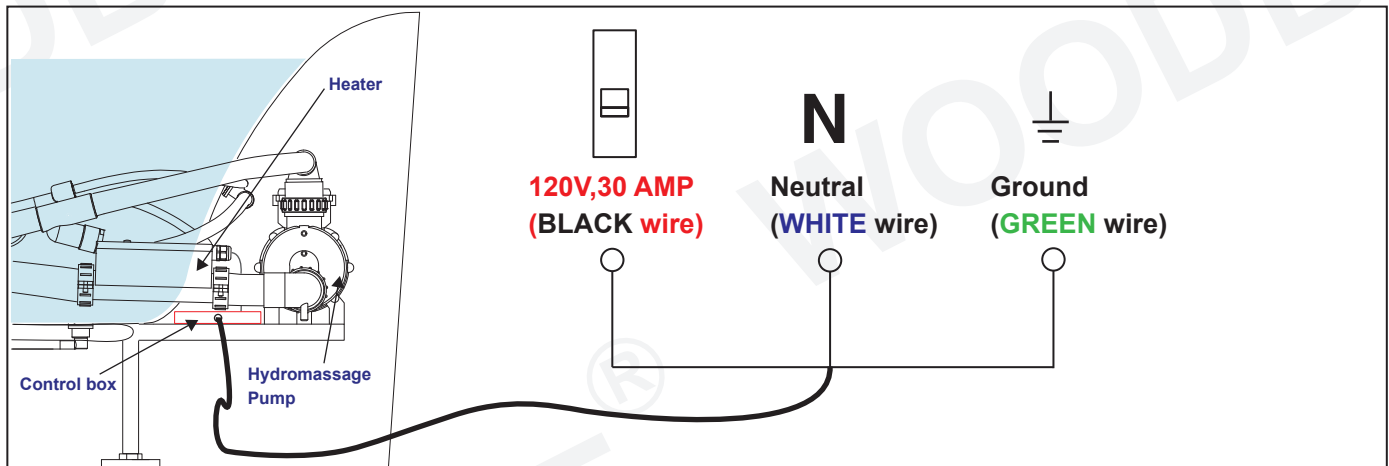 Heater
120V,30 AMP
(BLACK wire)
N
Neutral
(WHITE wire)
Ground
(GREEN wire)
Control box
Hydromassage
Pump
WOODE
®